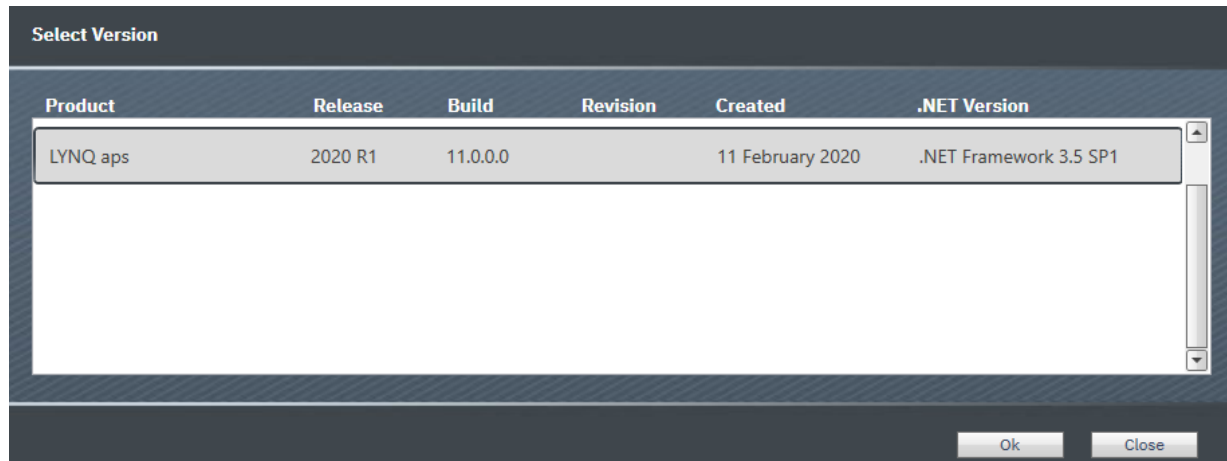 Select Version
Product Release Build Revision Created .NET Version
LYNQ aps 2020 R1 11.0.0.0 11 February 2020 .NET Framework 3.5 SP1
Ok Close